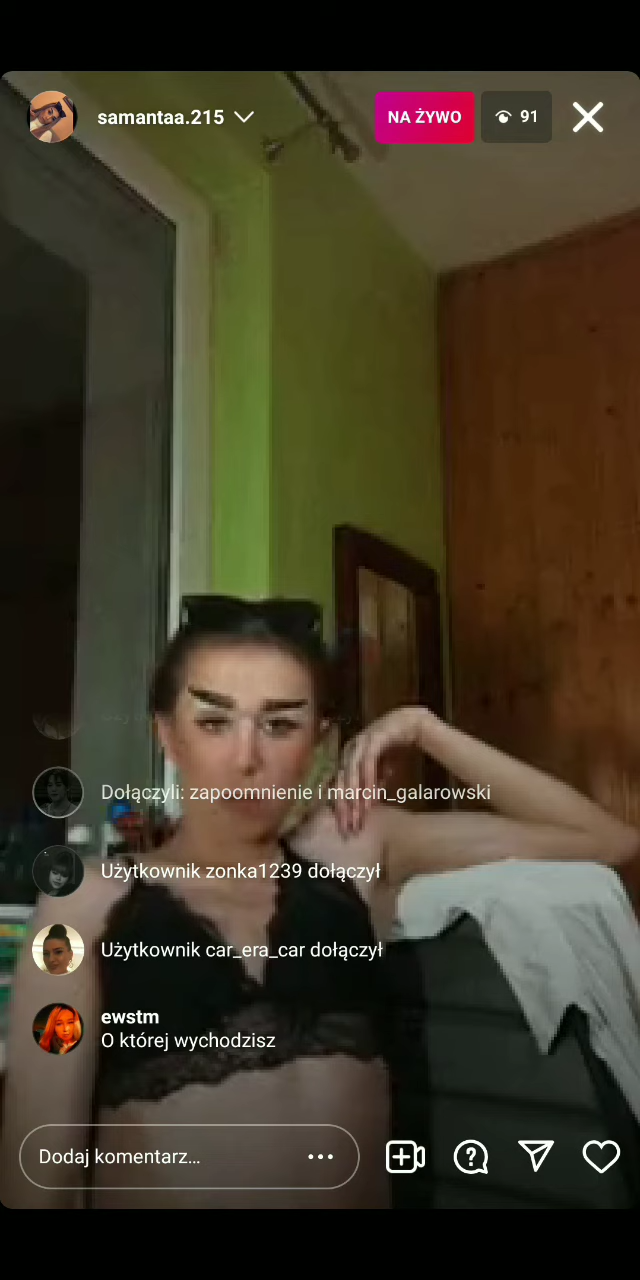 samantaa.215
NA ŻYWO
91
Dołączyli: zapoomnienie i marcin_galarowski
Użytkownik zonka1239 dołączył
Użytkownik car_era_car dołączył
ewstm
O której wychodzisz
Dodaj komentarz...